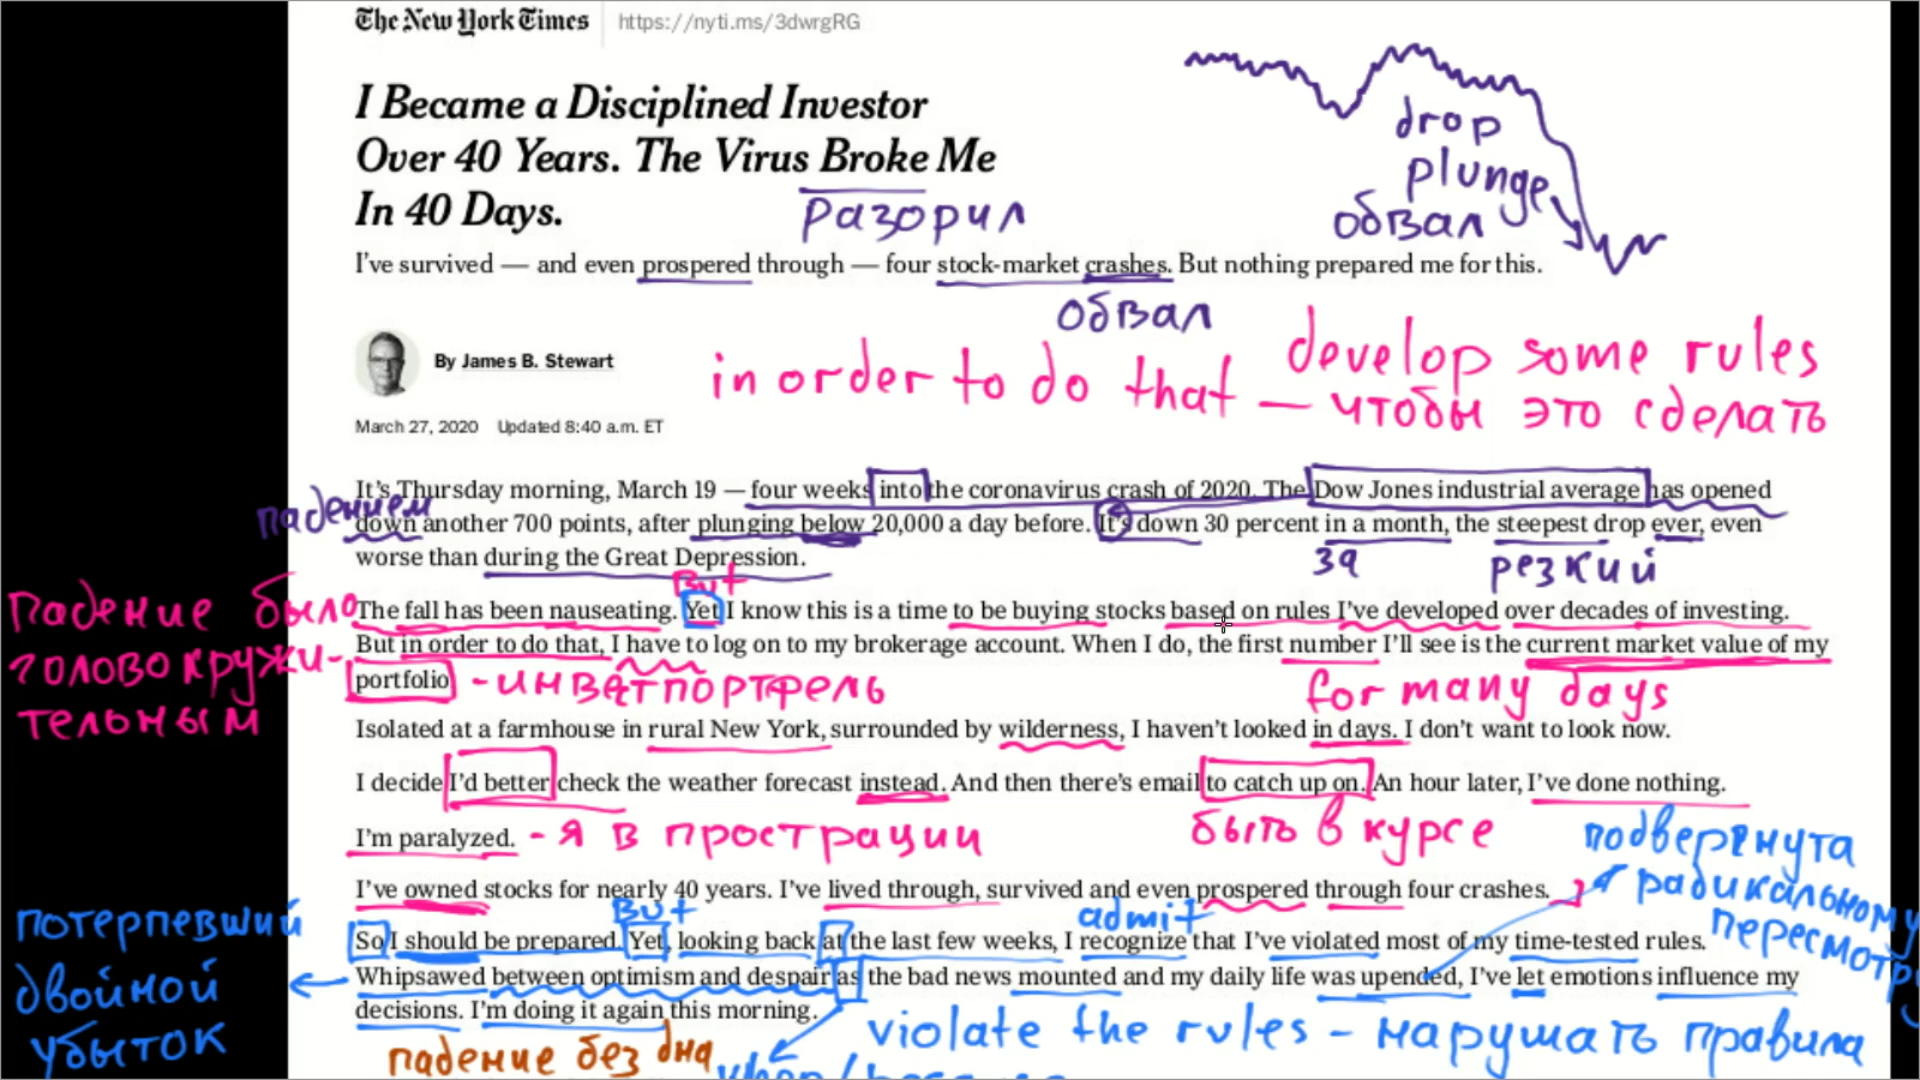 The New York Times https://nyti.ms/3dwrgRG
I Became a Disciplined Investor
Over 40 Years. The Virus Broke Me
In 40 Days.
разорил
drop
plunge
обвал
I've survived — and even prospered through — four stock-market crashes. But nothing prepared me for this.
обвал
By James B. Stewart
in order to do that — чтобы это сделать
develop some rules
March 27, 2020 Updated 8:40 a.m. ET
It's Thursday morning, March 19 — four weeks into the coronavirus crash of 2020. The Dow Jones industrial average has opened
падением
down another 700 points, after plunging below 20,000 a day before. It's down 30 percent in a month, the steepest drop ever, even
worse than during the Great Depression.
за
резкий
But
Падение было
головокружи-
тельным
The fall has been nauseating. Yet I know this is a time to be buying stocks based on rules I've developed over decades of investing.
But in order to do that, I have to log on to my brokerage account. When I do, the first number I'll see is the current market value of my
portfolio
- инветпортфель
for many days
Isolated at a farmhouse in rural New York, surrounded by wilderness, I haven't looked in days. I don't want to look now.
I decide I'd better check the weather forecast instead. And then there's email to catch up on. An hour later, I've done nothing.
I'm paralyzed. - я в прострации
быть в курсе
подвергнута
радикальному
I've owned stocks for nearly 40 years. I've lived through, survived and even prospered through four crashes.
But
admit
потерпевший
двойной
убыток
So I should be prepared. Yet, looking back at the last few weeks, I recognize that I've violated most of my time-tested rules.
Whipsawed between optimism and despair as the bad news mounted and my daily life was upended, I've let emotions influence my
decisions. I'm doing it again this morning.
violate the rules - нарушать правила
падение без дна